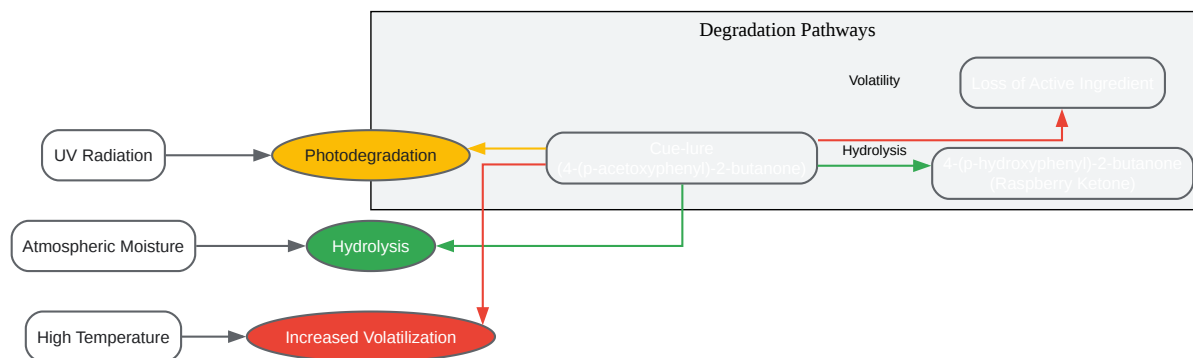 Degradation Pathways
Volatility
Loss of Active Ingredient
UV Radiation
Photodegradation
Cue-lure
(4-(p-acetoxyphenyl)-2-butanone)
Hydrolysis
4-(p-hydroxyphenyl)-2-butanone
(Raspberry Ketone)
Atmospheric Moisture
Hydrolysis
High Temperature
Increased Volatilization